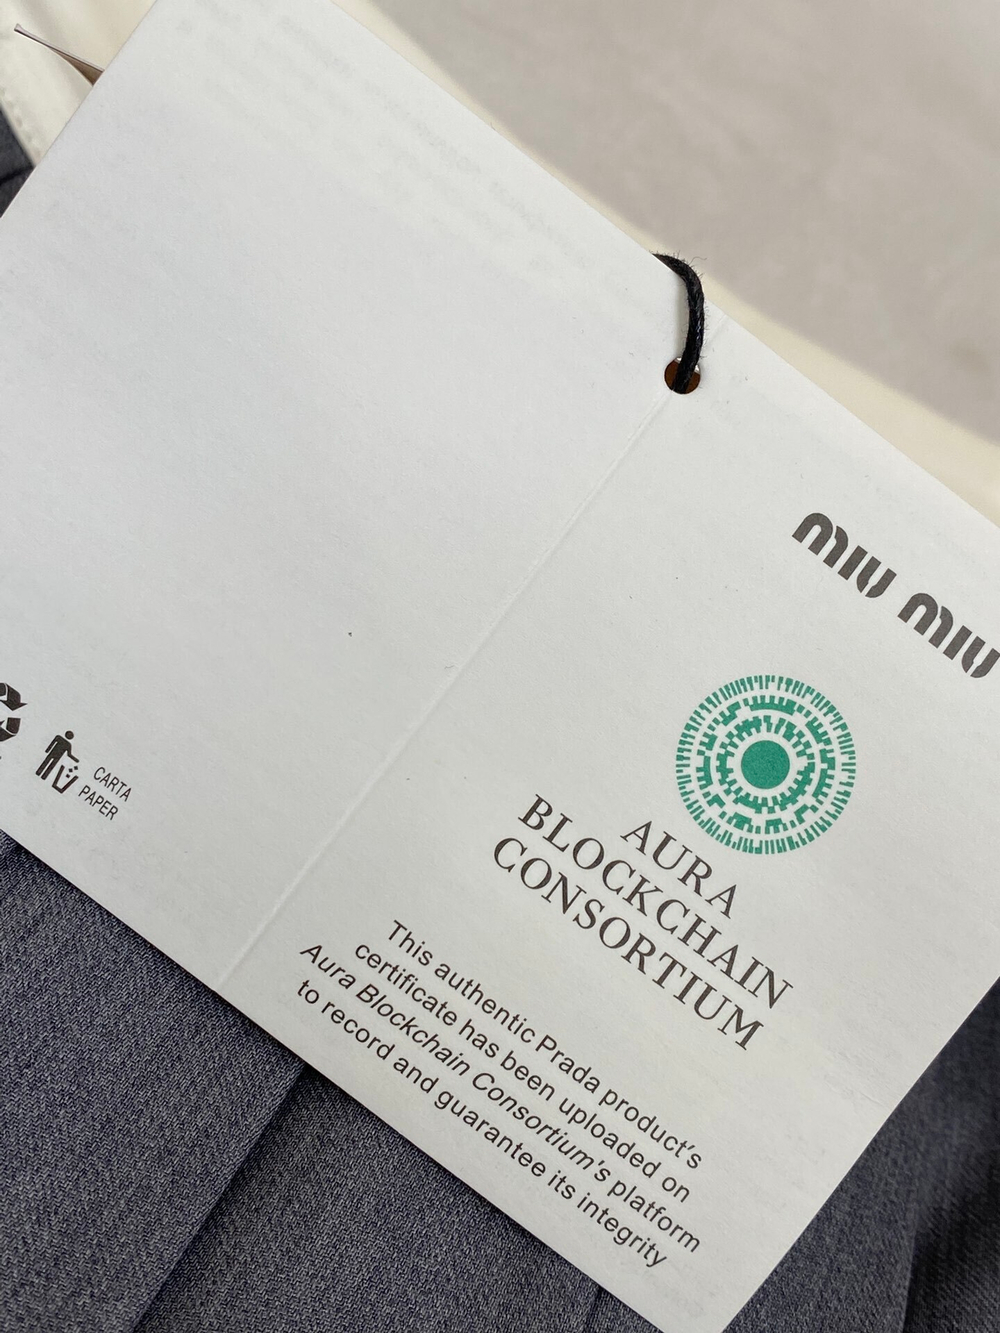 miu miu
AURA
BLOCKCHAIN
CONSORTIUM
This authentic Prada product's
certificate has been uploaded on
Aura Blockchain Consortium's platform
to record and guarantee its integrity
CARTA
PAPER